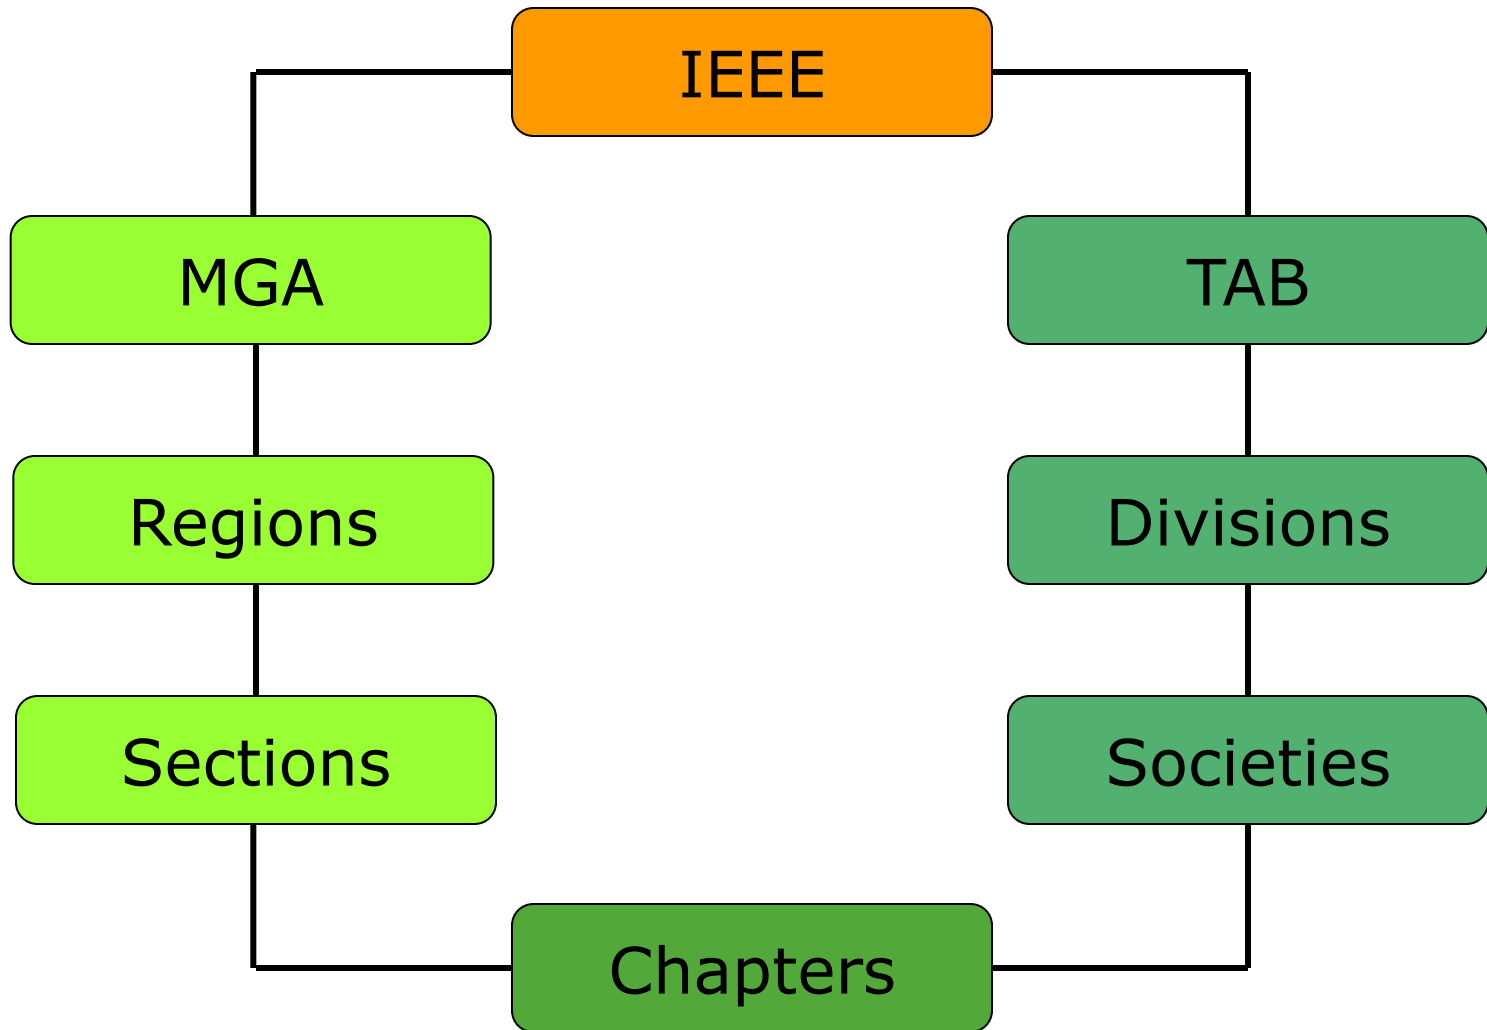 IEEE
MGA
TAB
Regions
Divisions
Sections
Societies
Chapters